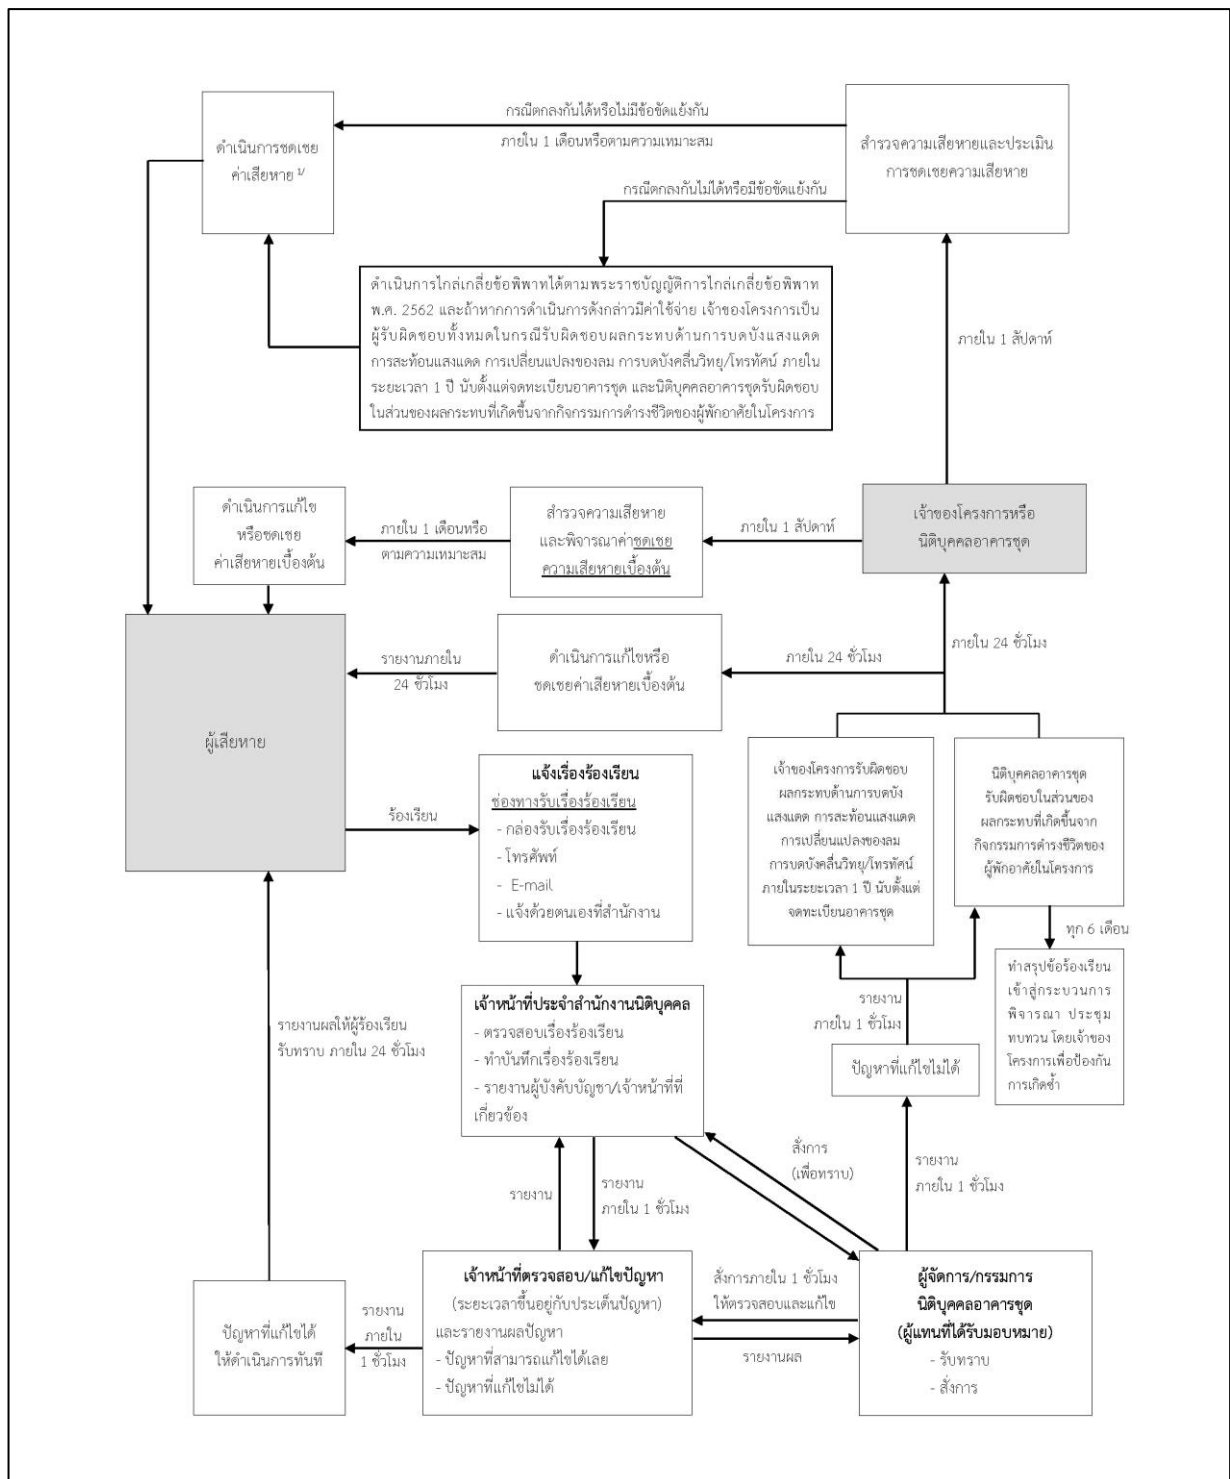 กรณีตกลงกันได้หรือไม่มีข้อขัดแย้งกัน
ภายใน 1 เดือนหรือตามความเหมาะสม
ดำเนินการชดเชย
ค่าเสียหาย 1/
สำรวจความเสียหายและประเมิน
การชดเชยความเสียหาย
กรณีตกลงกันไม่ได้หรือมีข้อขัดแย้งกัน
ดำเนินการไกล่เกลี่ยข้อพิพาทได้ตามพระราชบัญญัติการไกล่เกลี่ยข้อพิพาท
พ.ศ. 2562 และถ้าหากการดำเนินการดังกล่าวมีค่าใช้จ่าย เจ้าของโครงการเป็น
ผู้รับผิดชอบทั้งหมดในกรณีรับผิดชอบผลกระทบด้านการบดบังแสงแดด
การสะท้อนแสงแดด การเปลี่ยนแปลงของลม การบดบังคลื่นวิทยุ/โทรทัศน์ ภายใน
ระยะเวลา 1 ปี นับตั้งแต่จดทะเบียนอาคารชุด และนิติบุคคลอาคารชุดรับผิดชอบ
ในส่วนของผลกระทบที่เกิดขึ้นจากกิจกรรมการดำรงชีวิตของผู้พักอาศัยในโครงการ
ภายใน 1 สัปดาห์
ดำเนินการแก้ไข
หรือชดเชย
ค่าเสียหายเบื้องต้น
ภายใน 1 เดือนหรือ
ตามความเหมาะสม
สำรวจความเสียหาย
และพิจารณาค่าชดเชย
ความเสียหายเบื้องต้น
ภายใน 1 สัปดาห์
เจ้าของโครงการหรือ
นิติบุคคลอาคารชุด
ผู้เสียหาย
รายงานภายใน
24 ชั่วโมง
ดำเนินการแก้ไขหรือ
ชดเชยค่าเสียหายเบื้องต้น
ภายใน 24 ชั่วโมง
ภายใน 24 ชั่วโมง
ร้องเรียน
แจ้งเรื่องร้องเรียน
ช่องทางรับเรื่องร้องเรียน
- กล่องรับเรื่องร้องเรียน
- โทรศัพท์
- E-mail
- แจ้งด้วยตนเองที่สำนักงาน
เจ้าของโครงการรับผิดชอบ
ผลกระทบด้านการบดบัง
แสงแดด การสะท้อนแสงแดด
การเปลี่ยนแปลงของลม
การบดบังคลื่นวิทยุ/โทรทัศน์
ภายในระยะเวลา 1 ปี นับตั้งแต่
จดทะเบียนอาคารชุด
นิติบุคคลอาคารชุด
รับผิดชอบในส่วนของ
ผลกระทบที่เกิดขึ้นจาก
กิจกรรมการดำรงชีวิตของ
ผู้พักอาศัยในโครงการ
ทุก 6 เดือน
ทำสรุปข้อร้องเรียน
เข้าสู่กระบวนการ
พิจารณา ประชุม
ทบทวน โดยเจ้าของ
โครงการเพื่อป้องกัน
การเกิดซ้ำ
รายงาน
ภายใน 1 ชั่วโมง
ปัญหาที่แก้ไขไม่ได้
เจ้าหน้าที่ประจำสำนักงานนิติบุคคล
- ตรวจสอบเรื่องร้องเรียน
- ทำบันทึกเรื่องร้องเรียน
- รายงานผู้บังคับบัญชา/เจ้าหน้าที่ที่
เกี่ยวข้อง
รายงานผลให้ผู้ร้องเรียน
รับทราบ ภายใน 24 ชั่วโมง
รายงาน
รายงาน
ภายใน 1 ชั่วโมง
สั่งการ
(เพื่อทราบ)
รายงาน
ภายใน 1 ชั่วโมง
ปัญหาที่แก้ไขได้
ให้ดำเนินการทันที
รายงาน
ภายใน
1 ชั่วโมง
เจ้าหน้าที่ตรวจสอบ/แก้ไขปัญหา
(ระยะเวลาขึ้นอยู่กับประเด็นปัญหา)
และรายงานผลปัญหา
- ปัญหาที่สามารถแก้ไขได้เลย
- ปัญหาที่แก้ไขไม่ได้
สั่งการภายใน 1 ชั่วโมง
ให้ตรวจสอบและแก้ไข
รายงานผล
ผู้จัดการ/กรรมการ
นิติบุคคลอาคารชุด
(ผู้แทนที่ได้รับมอบหมาย)
- รับทราบ
- สั่งการ